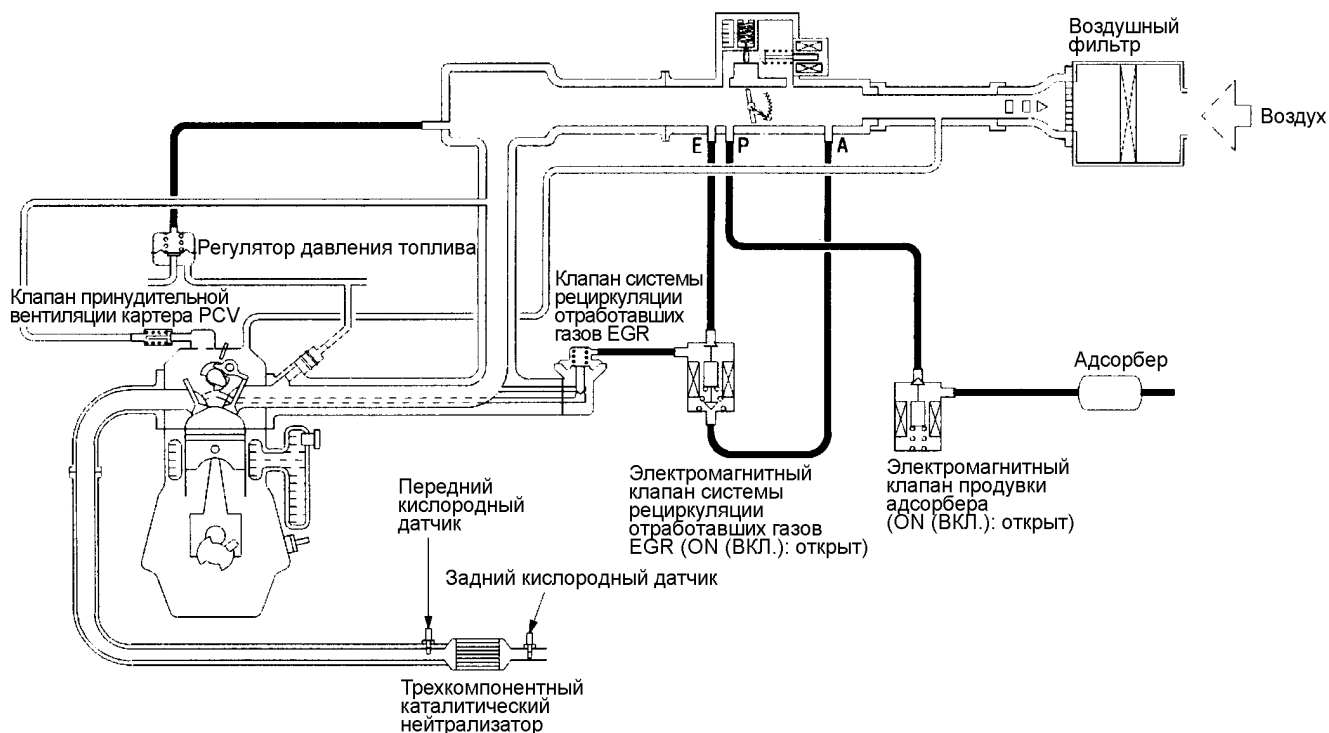 Воздушный
фильтр
Воздух
E P A
Регулятор давления топлива
Клапан принудительной
вентиляции картера PCV
Клапан системы
рециркуляции
отработавших
газов EGR
Адсорбер
Электромагнитный
клапан продувки
адсорбера
(ON (ВКЛ.): открыт)
Электромагнитный
клапан системы
рециркуляции
отработавших газов
EGR (ON (ВКЛ.): открыт)
Передний
кислородный
датчик
Задний кислородный датчик
Трехкомпонентный
каталитический
нейтрализатор